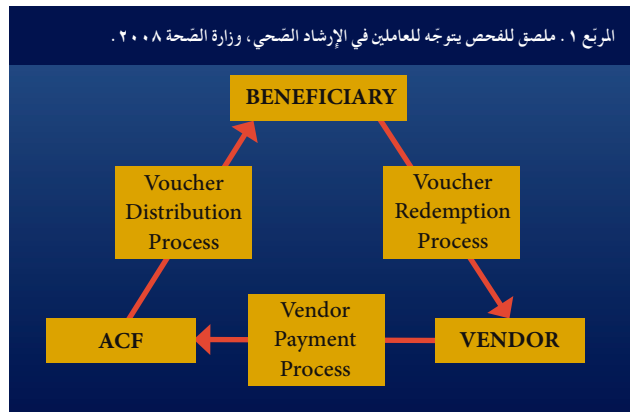 المربّع ١. ملصق للفحص يتوجّه للعاملين في الإرشاد الصّحي، وزارة الصّحة ٢٠٠٨.
BENEFICIARY
Voucher
Distribution
Process
Voucher
Redemption
Process
ACF
Vendor
Payment
Process
VENDOR